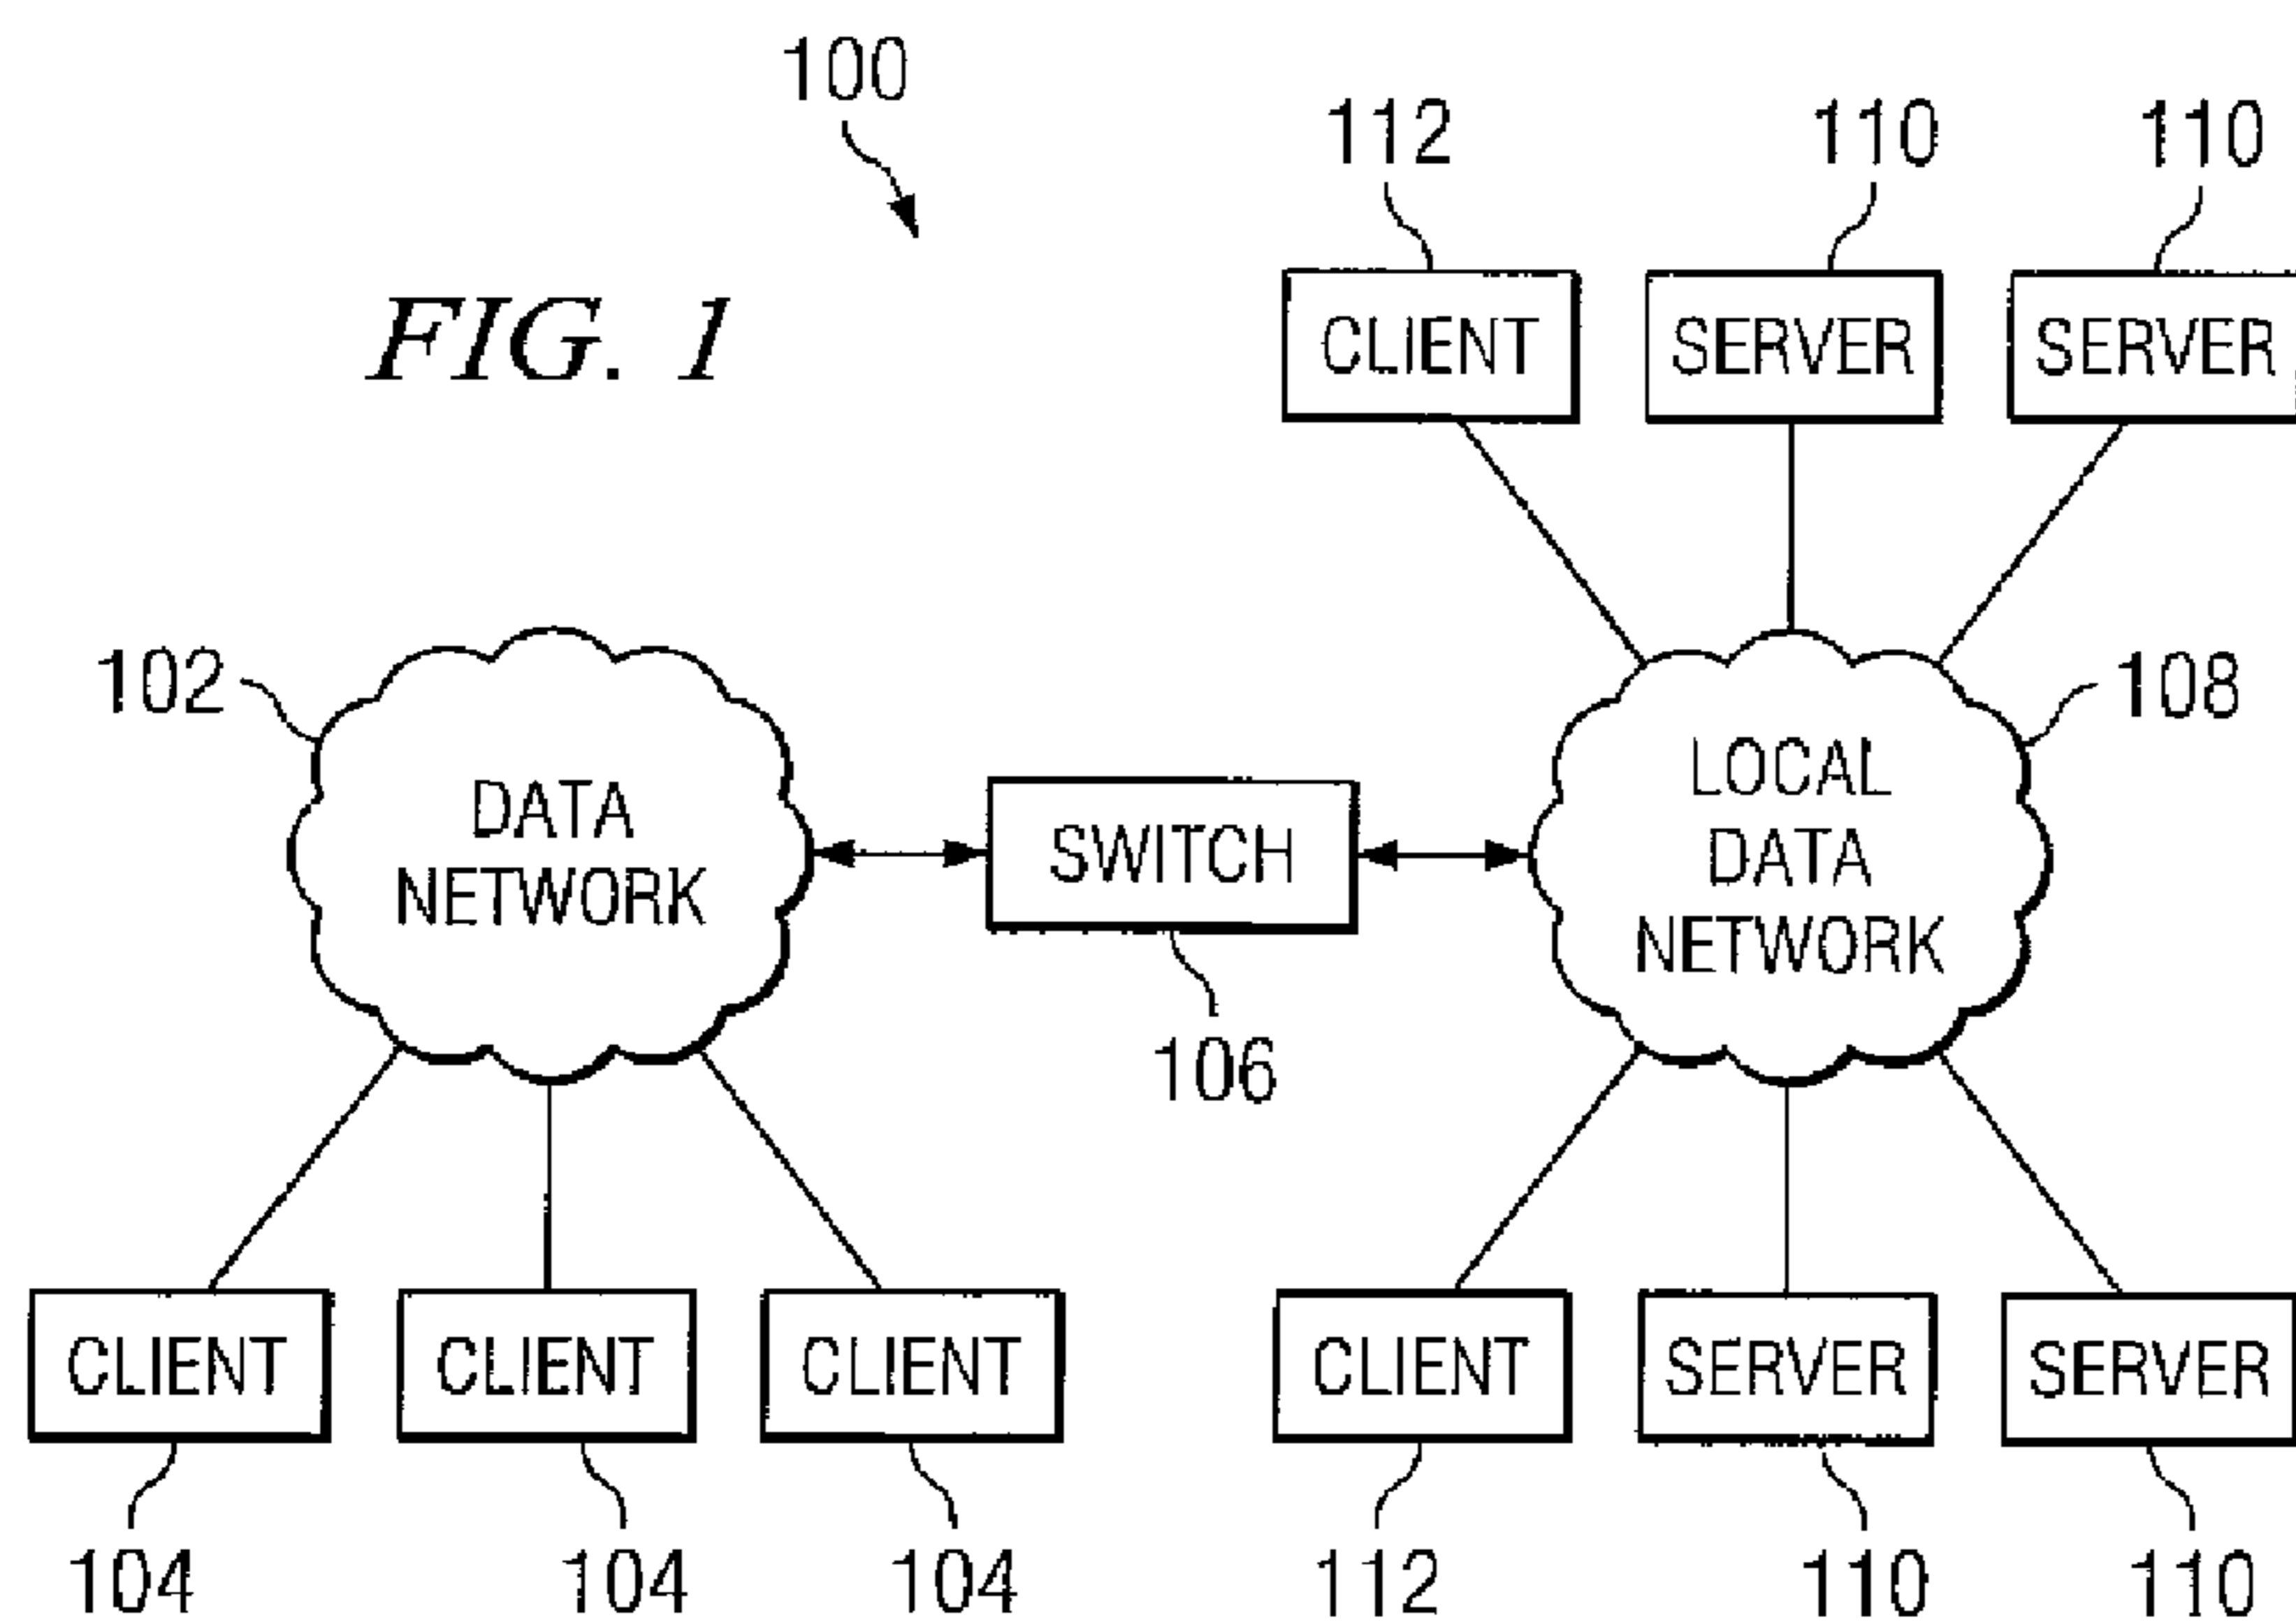 100
112
110
110
FIG. 1
CLIENT
SERVER
SERVER
102
108
DATA
NETWORK
SWITCH
LOCAL
DATA
NETWORK
106
CLIENT
CLIENT
CLIENT
CLIENT
SERVER
SERVER
104
104
104
112
110
110